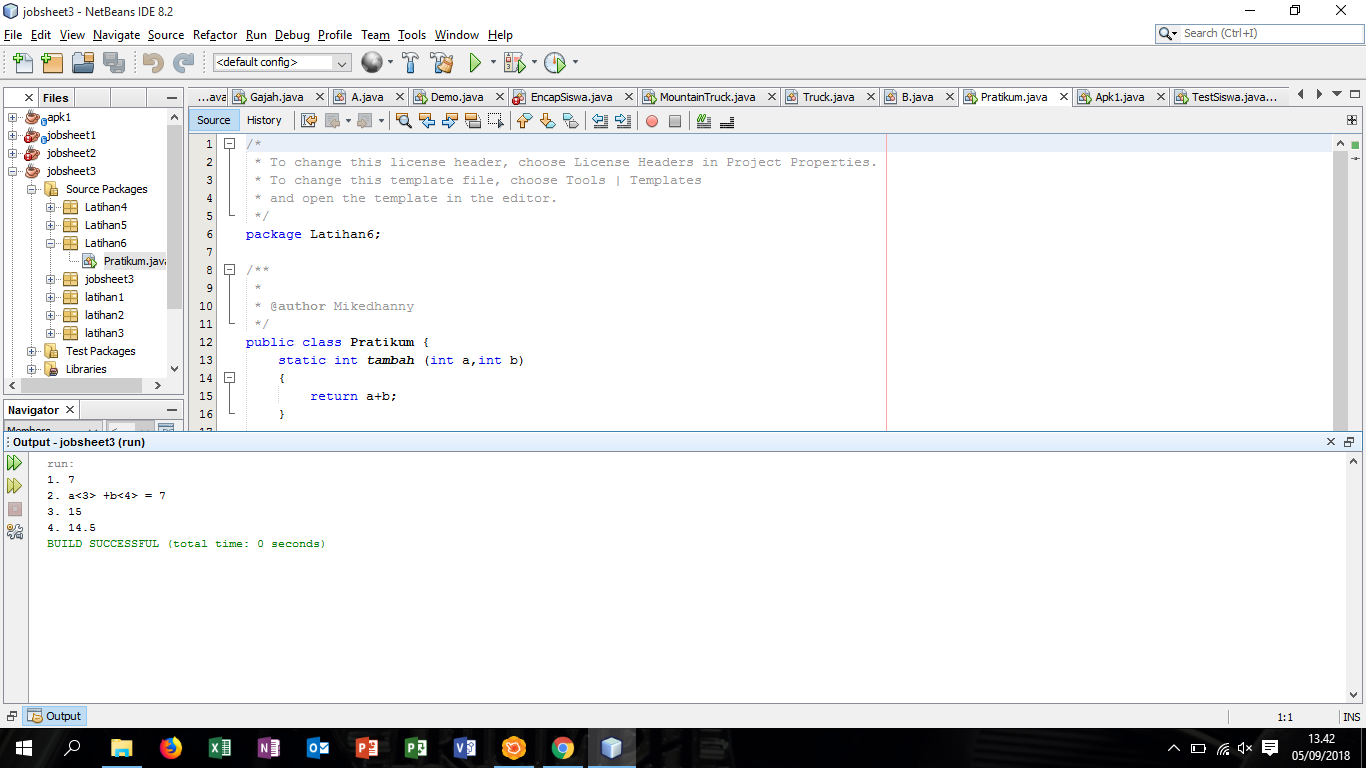 jobsheet3 - NetBeans IDE 8.2
File Edit View Navigate Source Refactor Run Debug Profile Team Tools Window Help
Search (Ctrl+I)
<default config>
Files
...ava Gajah.java A.java Demo.java EncapSiswa.java MountainTruck.java Truck.java B.java Pratikum.java Apk1.java TestSiswa.java...
Source History
apk1
jobsheet1
jobsheet2
jobsheet3
Source Packages
Latihan4
Latihan5
Latihan6
Pratikum.java
jobsheet3
latihan1
latihan2
latihan3
Test Packages
Libraries
Navigator
Members
1 /*
2 * To change this license header, choose License Headers in Project Properties.
3 * To change this template file, choose Tools | Templates
4 * and open the template in the editor.
5 */
6 package Latihan6;
7
8 /**
9 *
10 * @author Mikedhanny
11 */
12 public class Pratikum {
13 static int tambah (int a,int b)
14 {
15 return a+b;
16 }
Output - jobsheet3 (run)
run:
1. 7
2. a<3> +b<4> = 7
3. 15
4. 14.5
BUILD SUCCESSFUL (total time: 0 seconds)
Output
1:1 INS
13.42
05/09/2018